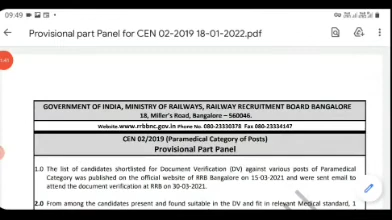 09:49
Provisional part Panel for CEN 02-2019 18-01-2022.pdf
GOVERNMENT OF INDIA, MINISTRY OF RAILWAYS, RAILWAY RECRUITMENT BOARD BANGALORE
18, Miller's Road, Bangalore – 560046.
Website.www.rrbbnc.gov.in Phone No. 080-23330378 Fax 080-23334147
CEN 02/2019 (Paramedical Category of Posts)
Provisional Part Panel
1.0 The list of candidates shortlisted for Document Verification (DV) against various posts of Paramedical
Category was published on the official website of RRB Bangalore on 15-03-2021 and were sent email to
attend the document verification at RRB on 30-03-2021.
2.0 From among the candidates present and found suitable in the DV and fit in relevant Medical standard, 1